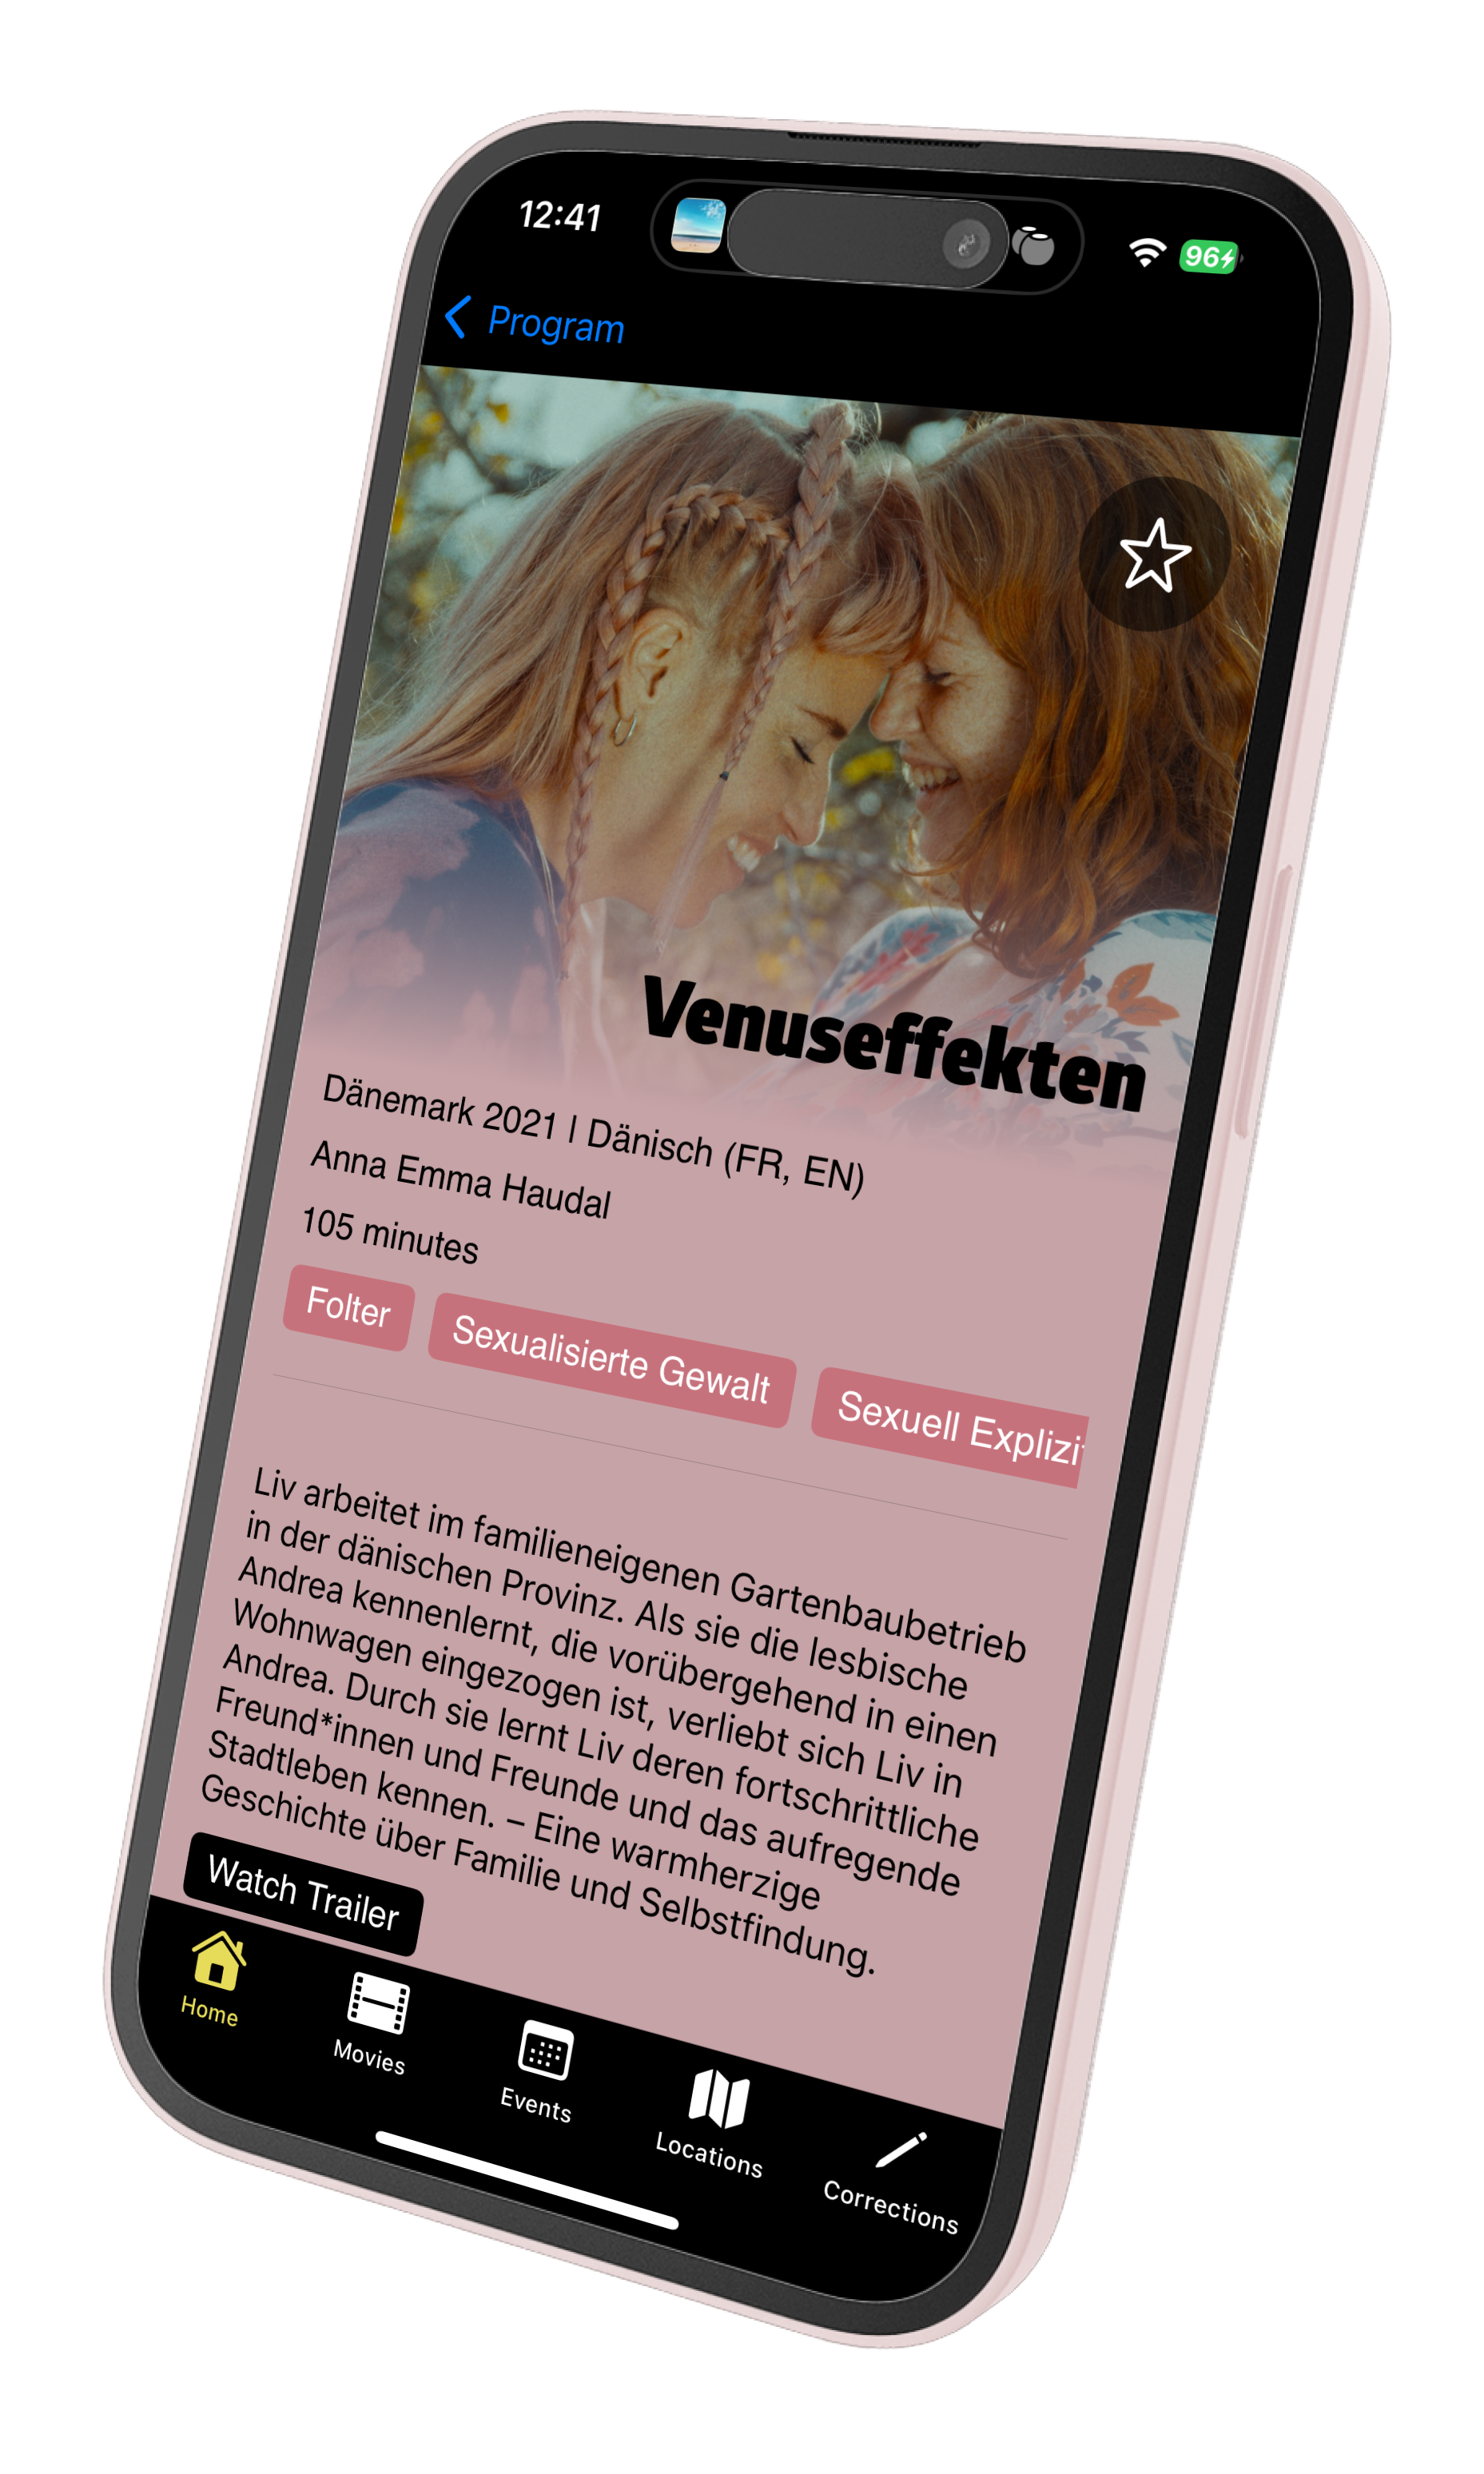 12:41
96
Program
Venuseffekten
Dänemark 2021 | Dänisch (FR, EN)
Anna Emma Haudal
105 minutes
Folter
Sexualisierte Gewalt
Sexuell Explizit
Liv arbeitet im familieneigenen Gartenbaubetrieb
in der dänischen Provinz. Als sie die lesbische
Andrea kennenlernt, die vorübergehend in einen
Wohnwagen eingezogen ist, verliebt sich Liv in
Andrea. Durch sie lernt Liv deren fortschrittliche
Freund*innen und Freunde und das aufregende
Stadtleben kennen. – Eine warmherzige
Geschichte über Familie und Selbstfindung.
Watch Trailer
Home
Movies
Events
Locations
Corrections